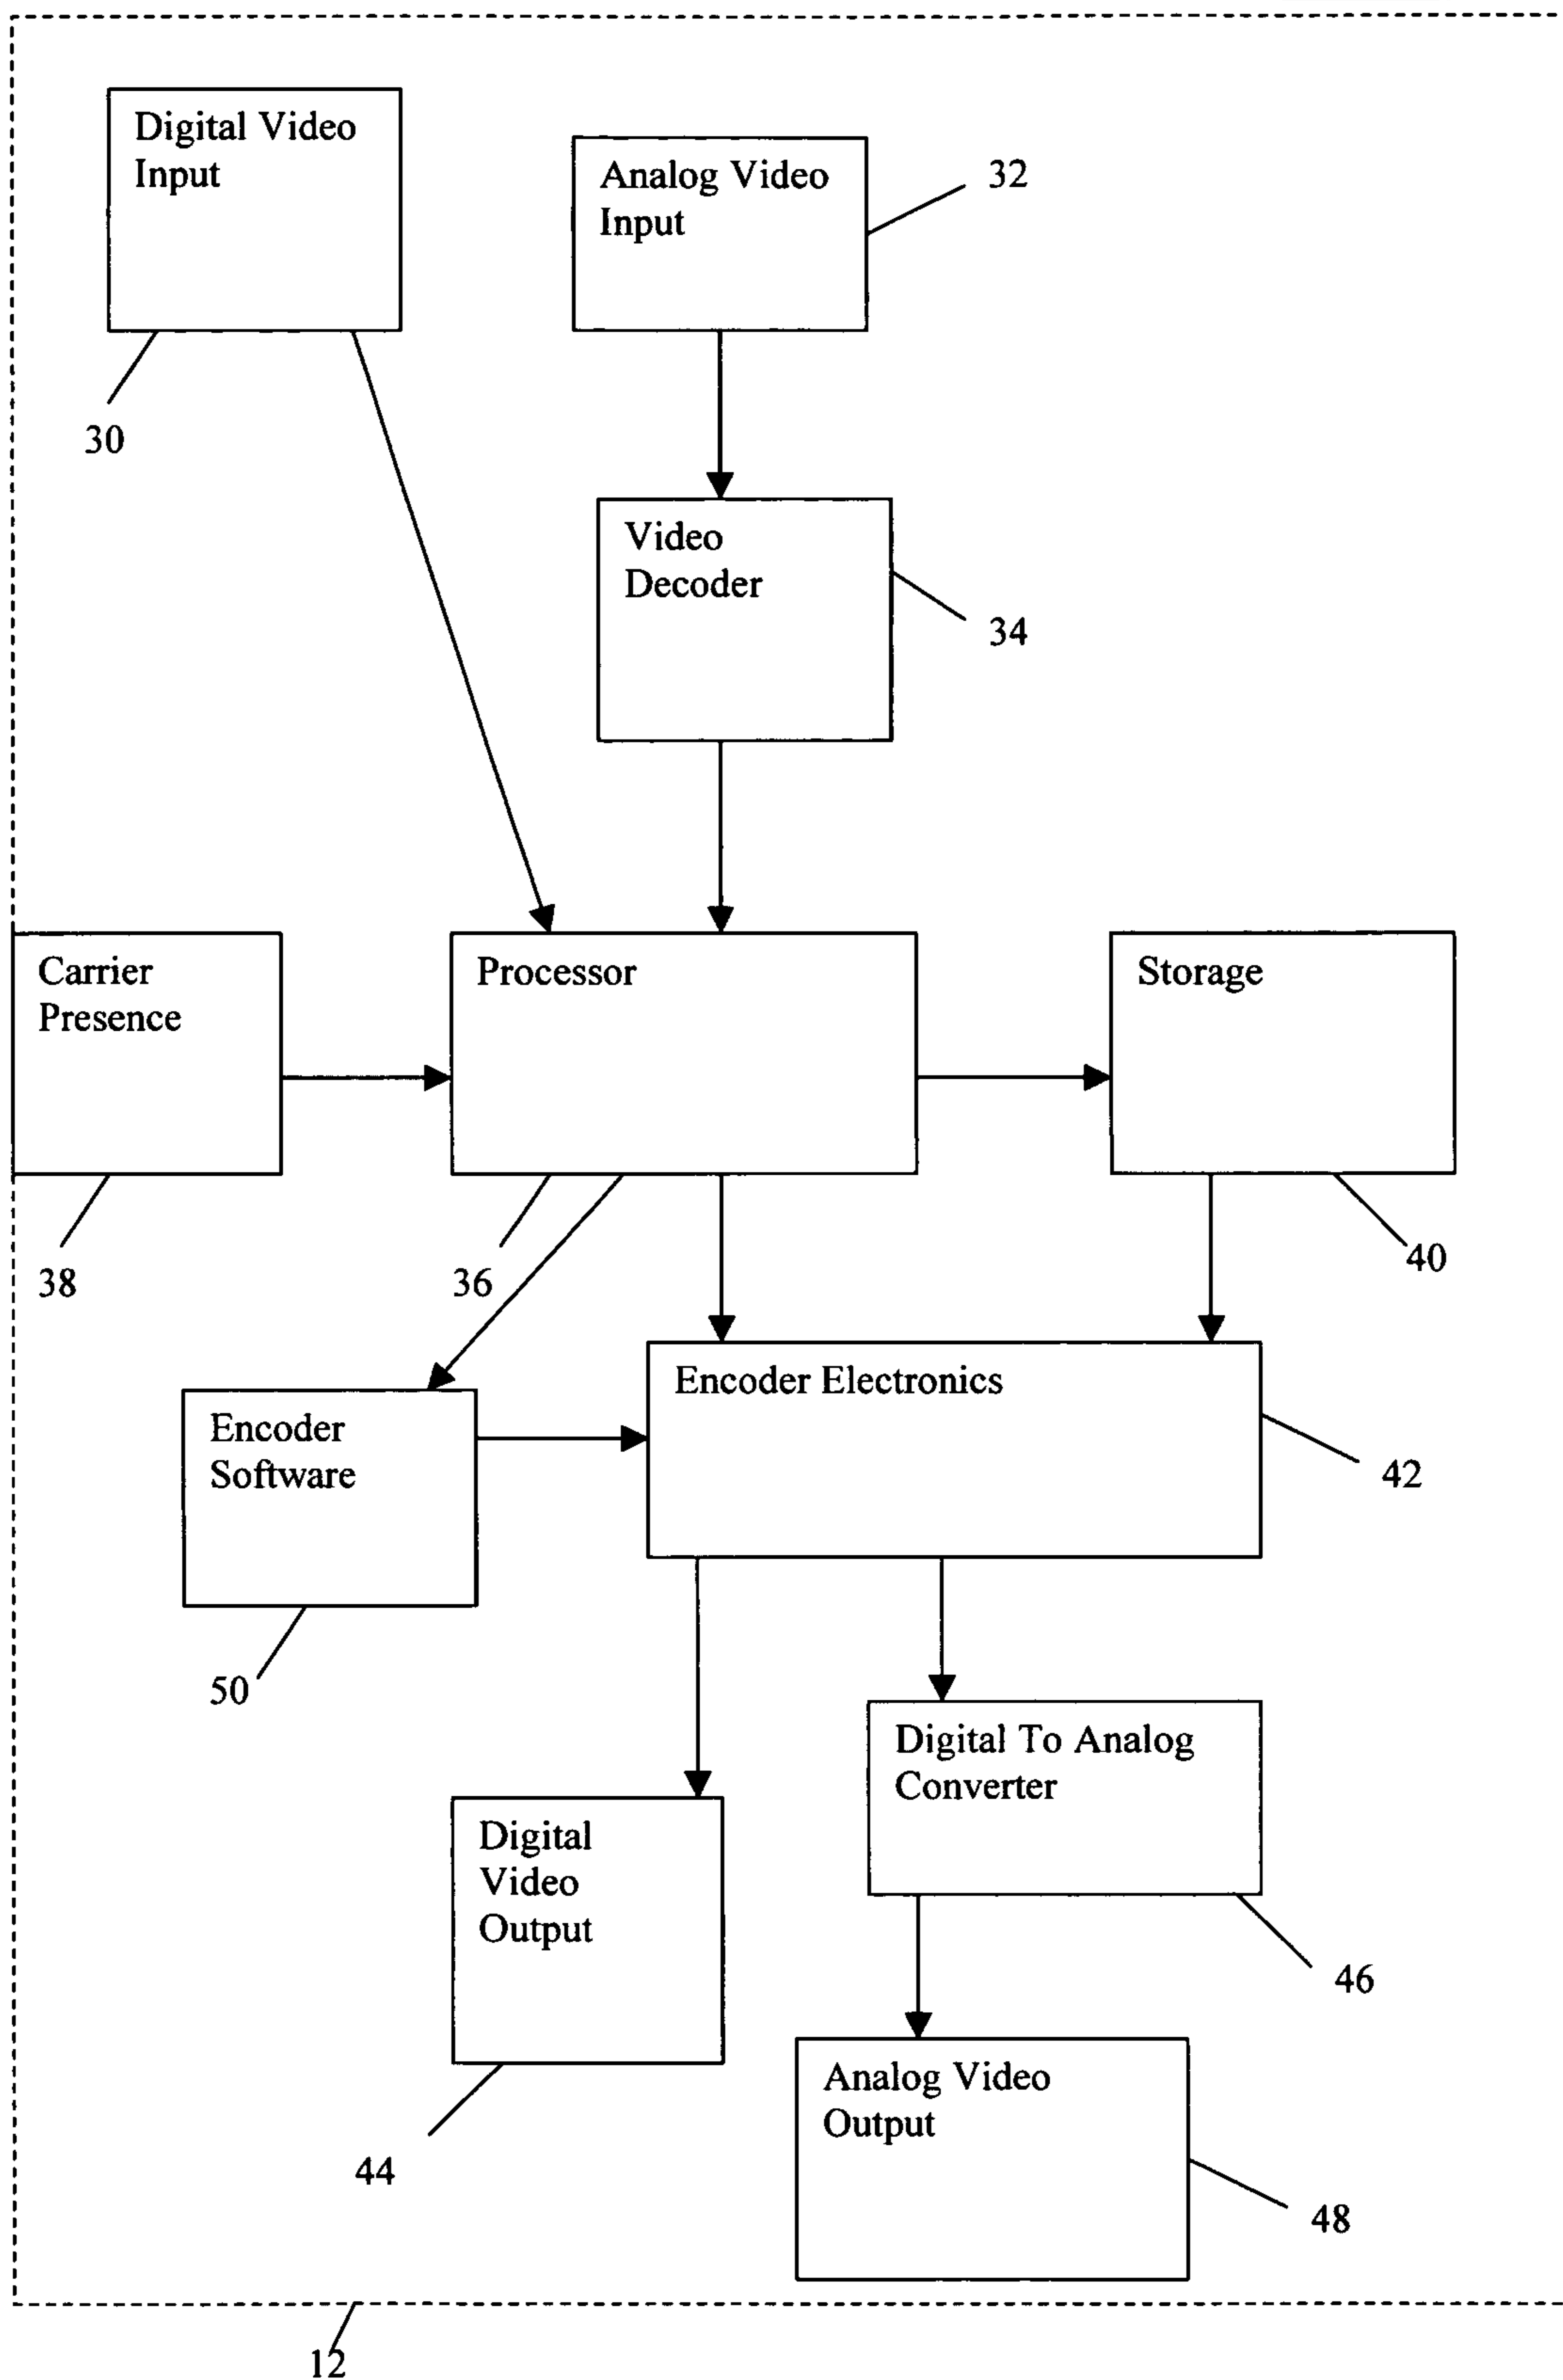 Digital Video
Input
Analog Video
Input
32
30
Video
Decoder
34
Carrier
Presence
Processor
Storage
38
36
40
Encoder Electronics
Encoder
Software
42
50
Digital To Analog
Converter
Digital
Video
Output
46
Analog Video
Output
44
48
12